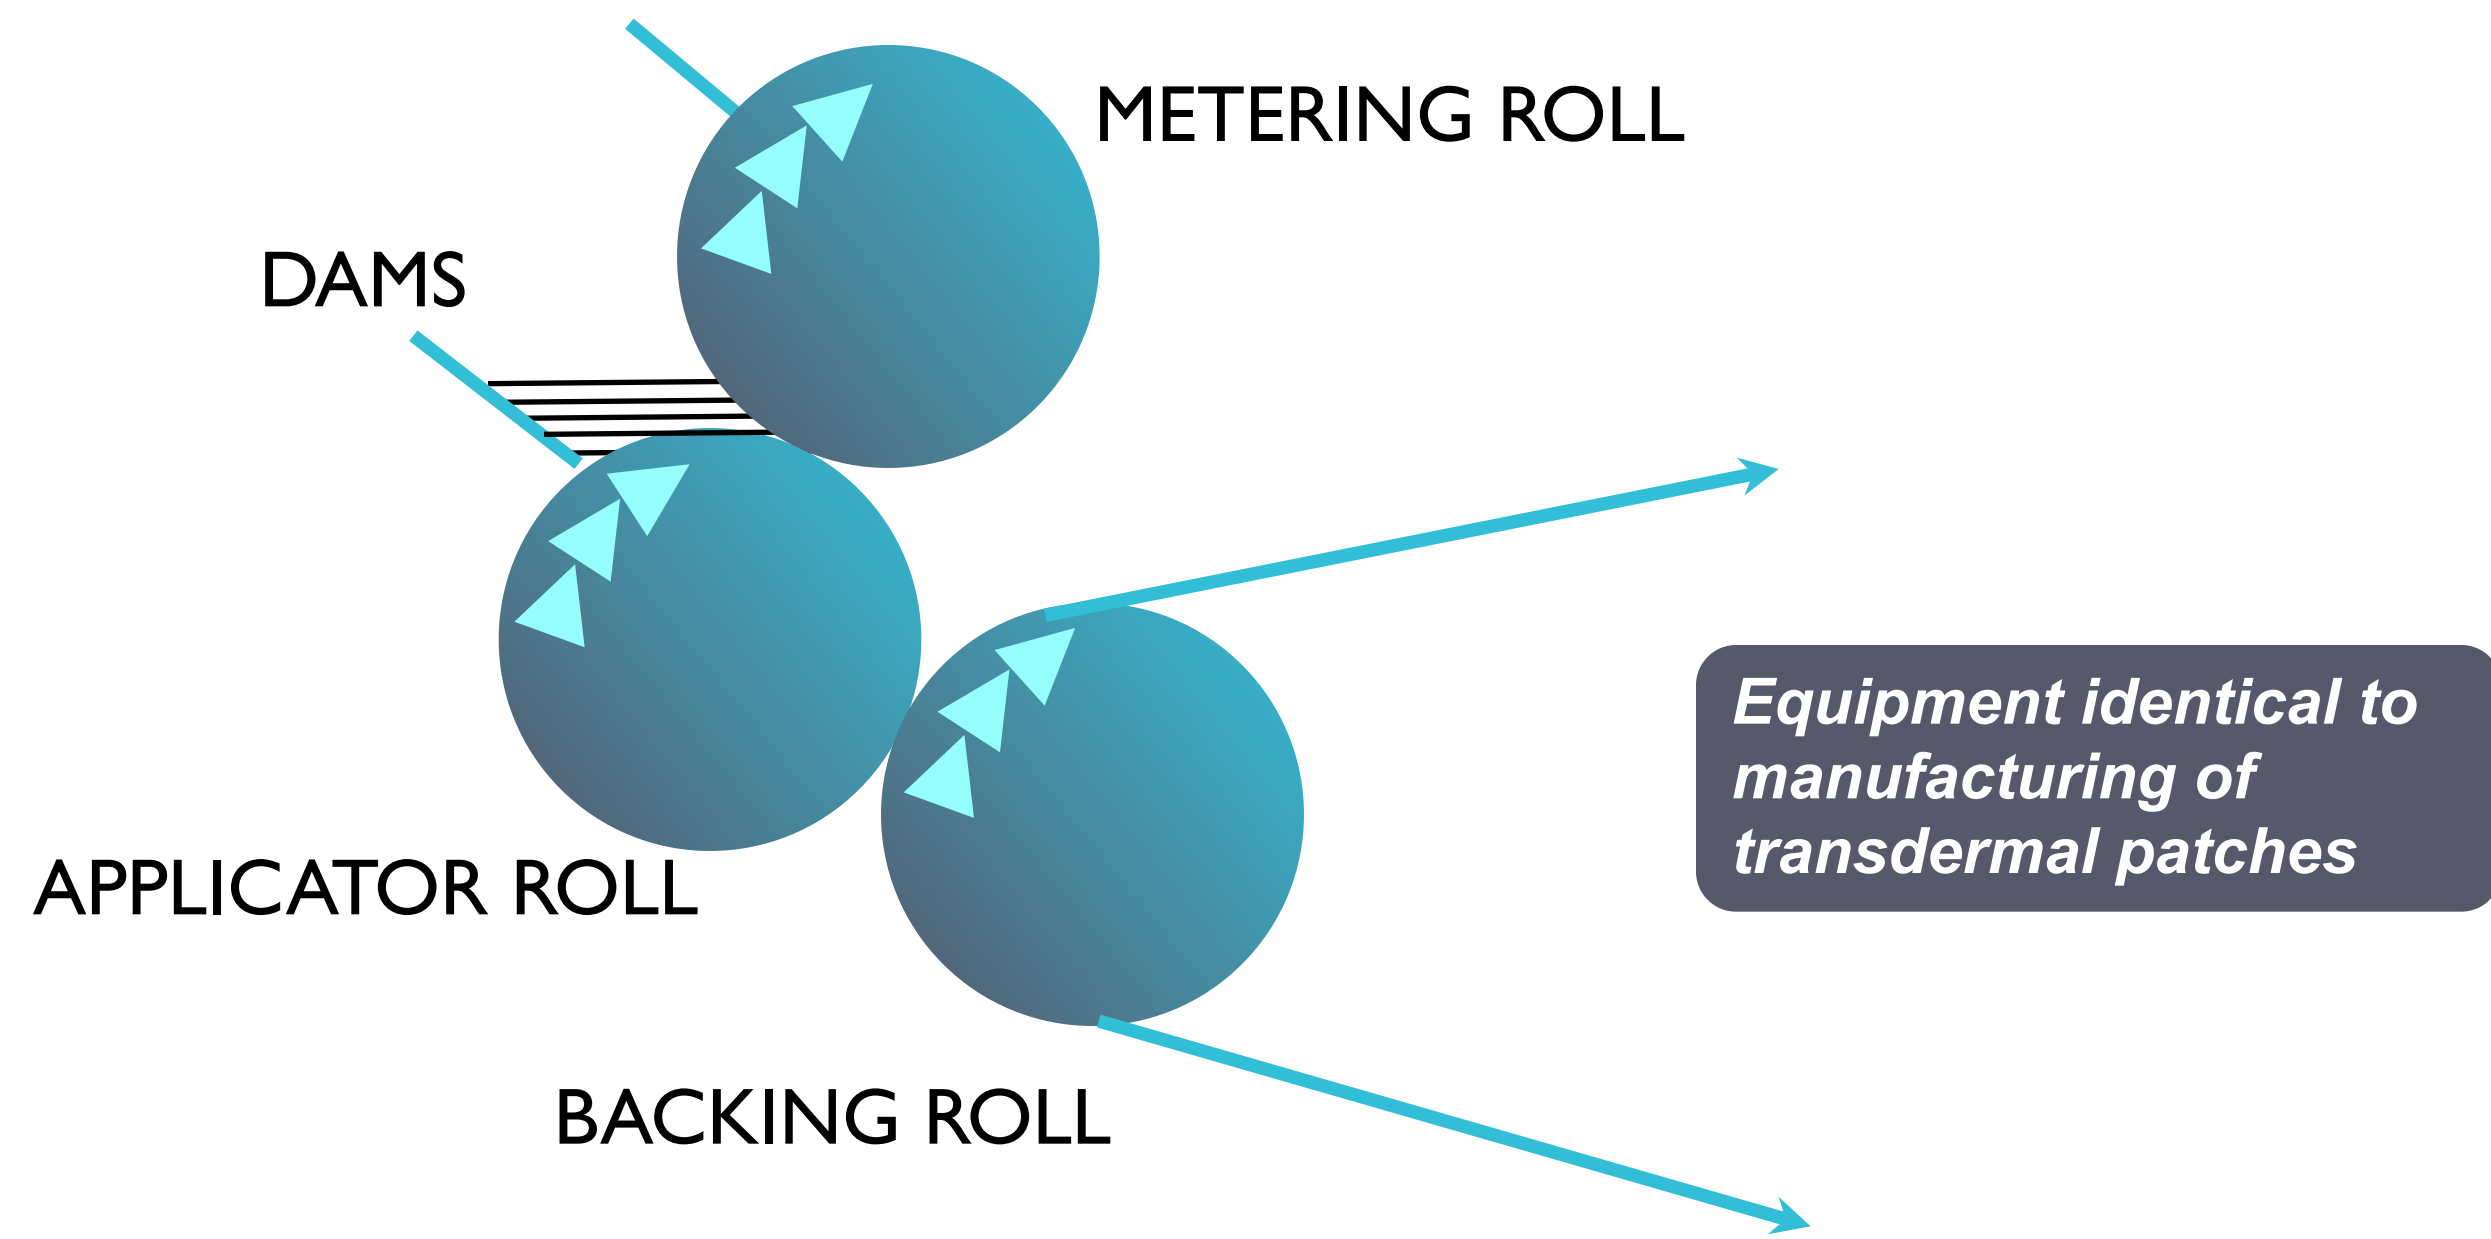 METERING ROLL
DAMS
Equipment identical to
manufacturing of
transdermal patches
APPLICATOR ROLL
BACKING ROLL